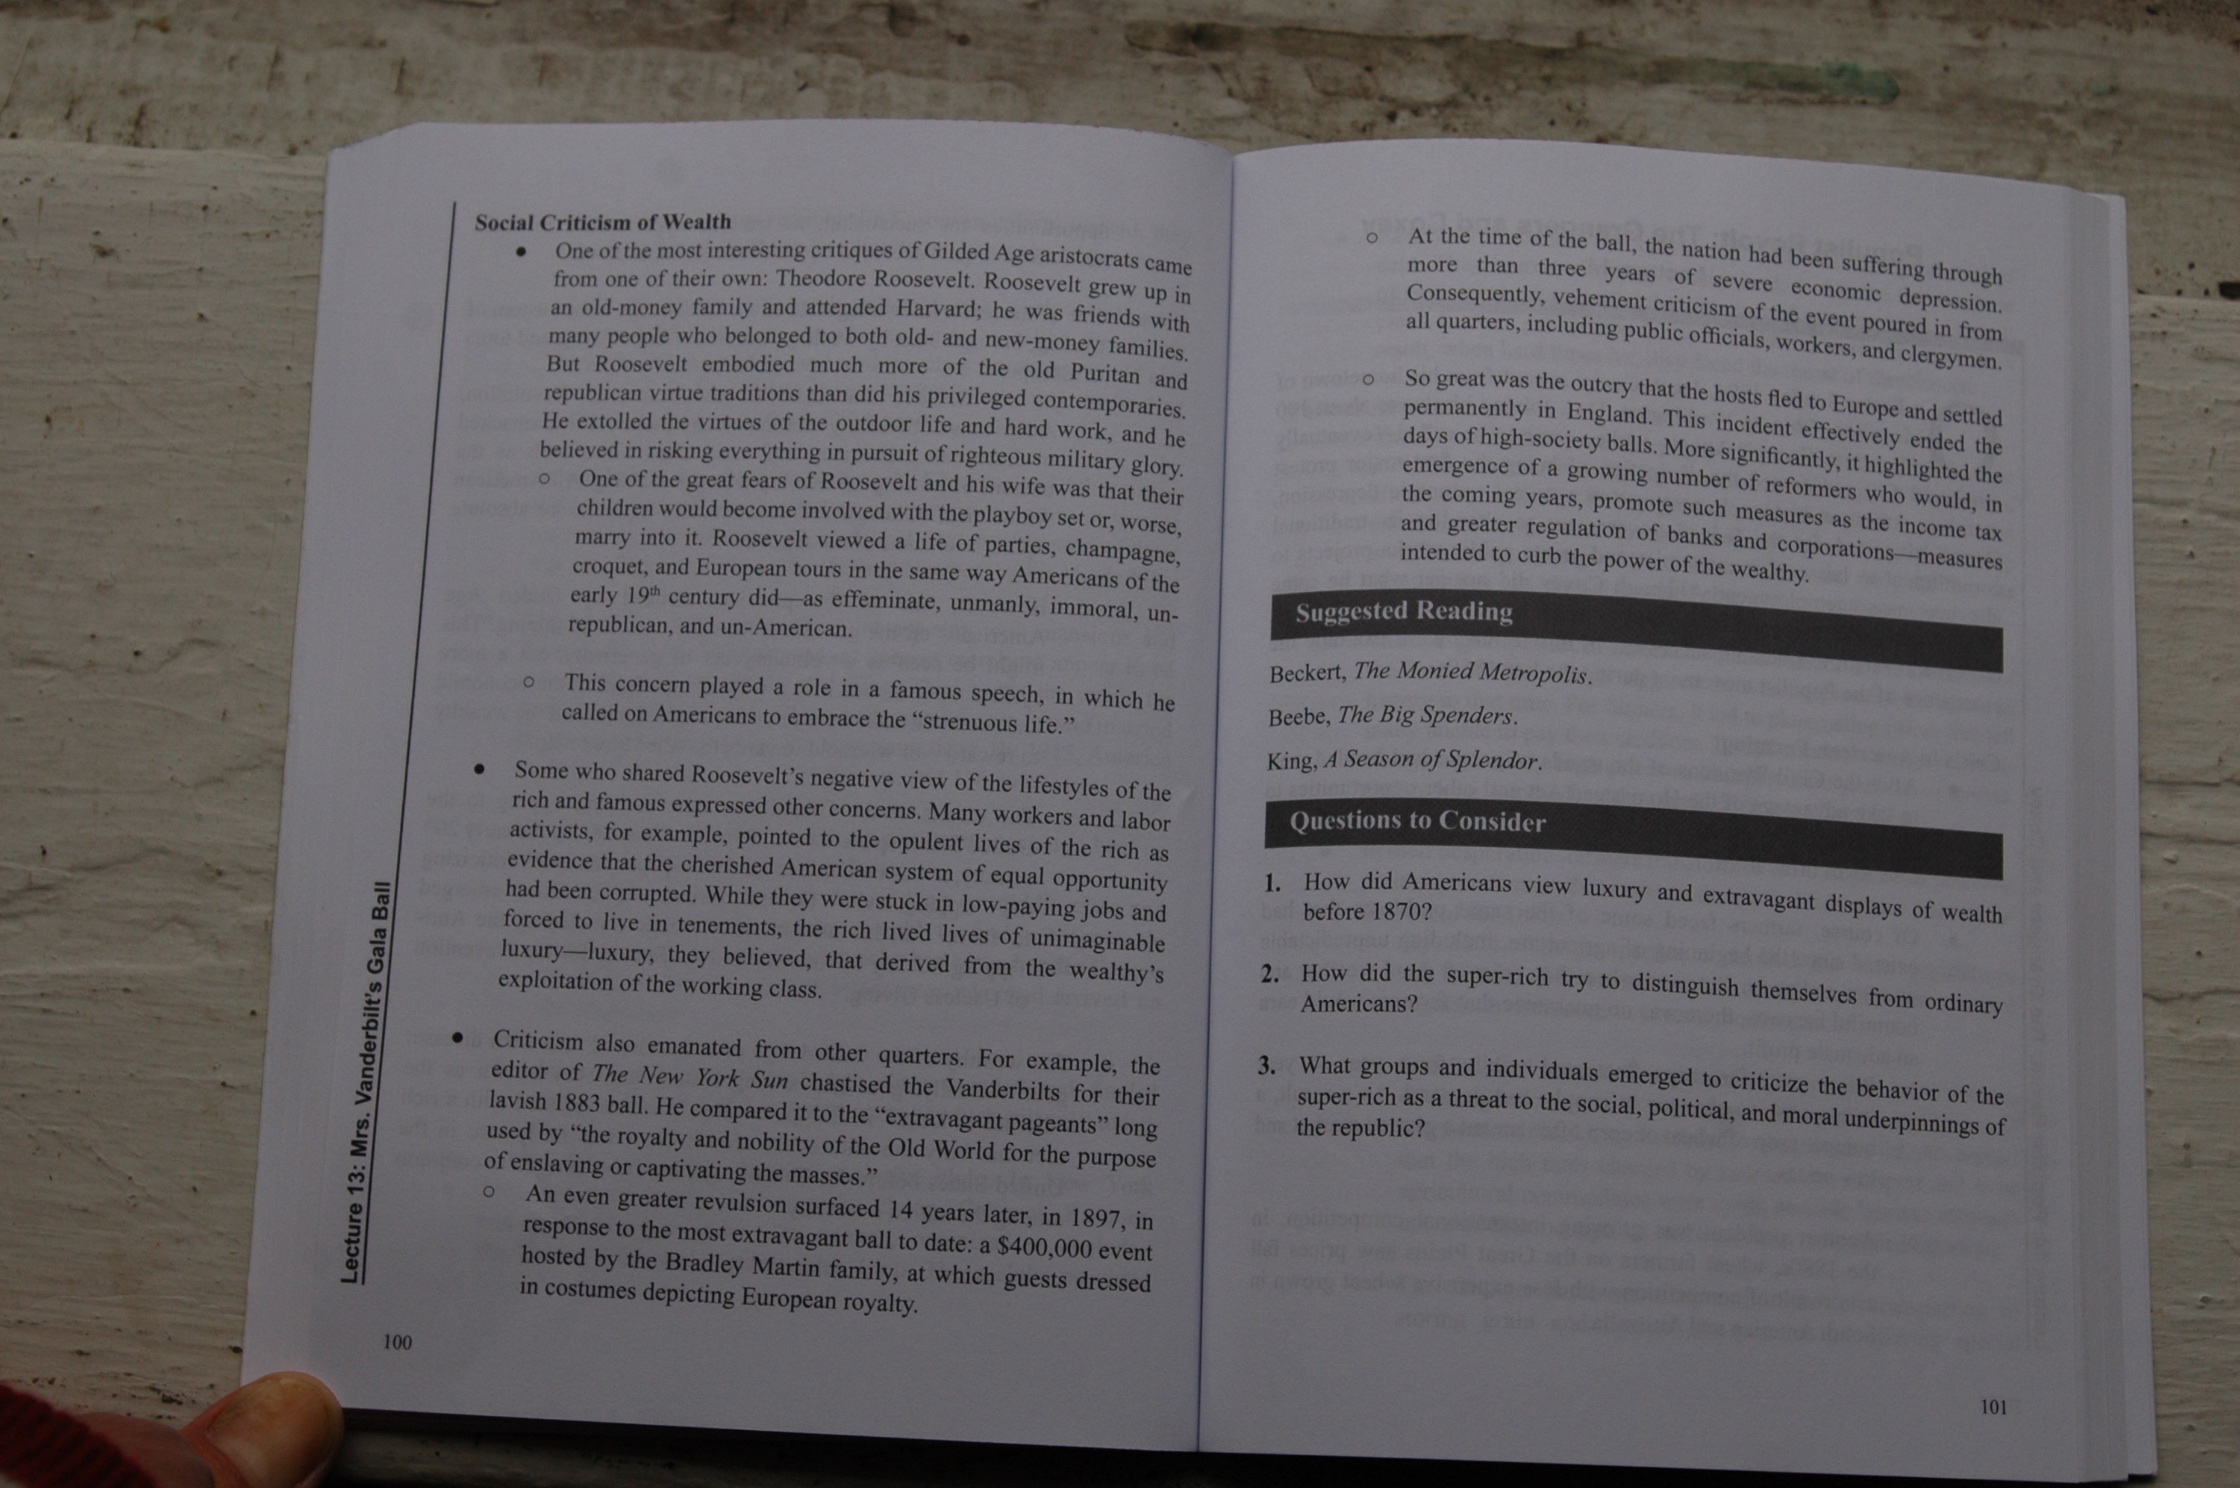 Social Criticism of Wealth
• One of the most interesting critiques of Gilded Age aristocrats came
from one of their own: Theodore Roosevelt. Roosevelt grew up in
an old-money family and attended Harvard; he was friends with
many people who belonged to both old- and new-money families.
But Roosevelt embodied much more of the old Puritan and
republican virtue traditions than did his privileged contemporaries.
He extolled the virtues of the outdoor life and hard work, and he
believed in risking everything in pursuit of righteous military glory.
o One of the great fears of Roosevelt and his wife was that their
children would become involved with the playboy set or, worse,
marry into it. Roosevelt viewed a life of parties, champagne,
croquet, and European tours in the same way Americans of the
early 19th century did—as effeminate, unmanly, immoral, un-
republican, and un-American.
o This concern played a role in a famous speech, in which he
called on Americans to embrace the “strenuous life.”
• Some who shared Roosevelt’s negative view of the lifestyles of the
rich and famous expressed other concerns. Many workers and labor
activists, for example, pointed to the opulent lives of the rich as
evidence that the cherished American system of equal opportunity
had been corrupted. While they were stuck in low-paying jobs and
forced to live in tenements, the rich lived lives of unimaginable
luxury—luxury, they believed, that derived from the wealthy’s
exploitation of the working class.
• Criticism also emanated from other quarters. For example, the
editor of The New York Sun chastised the Vanderbilts for their
lavish 1883 ball. He compared it to the “extravagant pageants” long
used by “the royalty and nobility of the Old World for the purpose
of enslaving or captivating the masses.”
o An even greater revulsion surfaced 14 years later, in 1897, in
response to the most extravagant ball to date: a $400,000 event
hosted by the Bradley Martin family, at which guests dressed
in costumes depicting European royalty.
Lecture 13: Mrs. Vanderbilt’s Gala Ball
100
o At the time of the ball, the nation had been suffering through
more than three years of severe economic depression.
Consequently, vehement criticism of the event poured in from
all quarters, including public officials, workers, and clergymen.
o So great was the outcry that the hosts fled to Europe and settled
permanently in England. This incident effectively ended the
days of high-society balls. More significantly, it highlighted the
emergence of a growing number of reformers who would, in
the coming years, promote such measures as the income tax
and greater regulation of banks and corporations—measures
intended to curb the power of the wealthy.
Suggested Reading
Beckert, The Monied Metropolis.
Beebe, The Big Spenders.
King, A Season of Splendor.
Questions to Consider
1. How did Americans view luxury and extravagant displays of wealth
before 1870?
2. How did the super-rich try to distinguish themselves from ordinary
Americans?
3. What groups and individuals emerged to criticize the behavior of the
super-rich as a threat to the social, political, and moral underpinnings of
the republic?
101